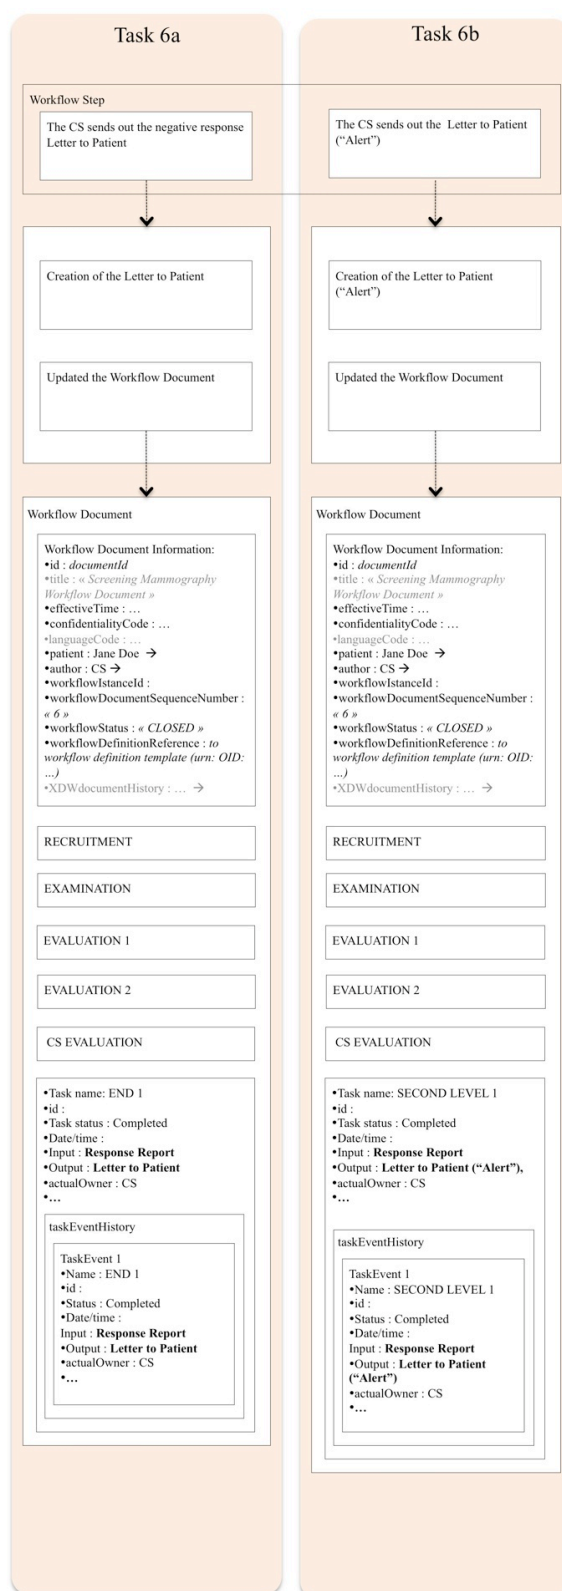 Task 6a
Workflow Step
The CS sends out the negative response
Letter to Patient
Creation of the Letter to Patient
Updated the Workflow Document
Workflow Document
Workflow Document Information:
•id : documentId
•title : « Screening Mammography
Workflow Document »
•effectiveTime : …
•confidentialityCode : …
•languageCode : …
•patient : Jane Doe →
•author : CS →
•workflowIstanceId :
•workflowDocumentSequenceNumber :
« 6 »
•workflowStatus : « CLOSED »
•workflowDefinitionReference : to
workflow definition template (urn: OID:
…)
•XDWdocumentHistory : … →
RECRUITMENT
EXAMINATION
EVALUATION 1
EVALUATION 2
CS EVALUATION
•Task name: END 1
•id :
•Task status : Completed
•Date/time :
•Input : Response Report
•Output : Letter to Patient
•actualOwner : CS
•…
taskEventHistory
TaskEvent 1
•Name : END 1
•id :
•Status : Completed
•Date/time :
Input : Response Report
•Output : Letter to Patient
•actualOwner : CS
•…
Task 6b
The CS sends out the  Letter to Patient
(“Alert”)
Creation of the Letter to Patient
(“Alert”)
Updated the Workflow Document
Workflow Document
Workflow Document Information:
•id : documentId
•title : « Screening Mammography
Workflow Document »
•effectiveTime : …
•confidentialityCode : …
•languageCode : …
•patient : Jane Doe →
•author : CS →
•workflowIstanceId :
•workflowDocumentSequenceNumber :
« 6 »
•workflowStatus : « CLOSED »
•workflowDefinitionReference : to
workflow definition template (urn: OID:
…)
•XDWdocumentHistory : … →
RECRUITMENT
EXAMINATION
EVALUATION 1
EVALUATION 2
CS EVALUATION
•Task name: SECOND LEVEL 1
•id :
•Task status : Completed
•Date/time :
•Input : Response Report
•Output : Letter to Patient (“Alert”),
•actualOwner : CS
•…
taskEventHistory
TaskEvent 1
•Name : SECOND LEVEL 1
•id :
•Status : Completed
•Date/time :
Input : Response Report
•Output : Letter to Patient
(“Alert”)
•actualOwner : CS
•…